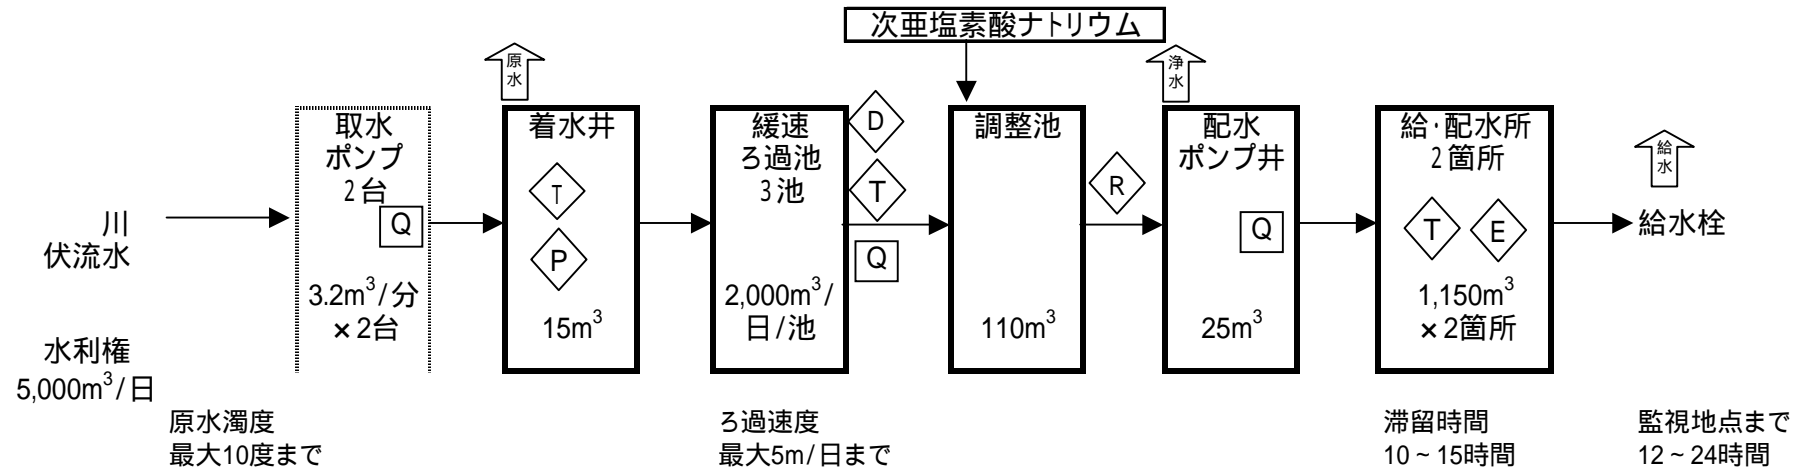 次亜塩素酸ナトリウム
原水
浄水
給水
川
伏流水
水利権
5,000m³/日
取水
ポンプ
2台
Q
3.2m³/分
×2台
原水濁度
最大10度まで
着水井
T
P
15m³
緩速
ろ過池
3池
2,000m³/
日/池
D
T
Q
ろ過速度
最大5m/日まで
調整池
110m³
R
配水
ポンプ井
Q
25m³
給・配水所
2箇所
T E
1,150m³
×2箇所
滞留時間
10~15時間
給水栓
監視地点まで
12~24時間